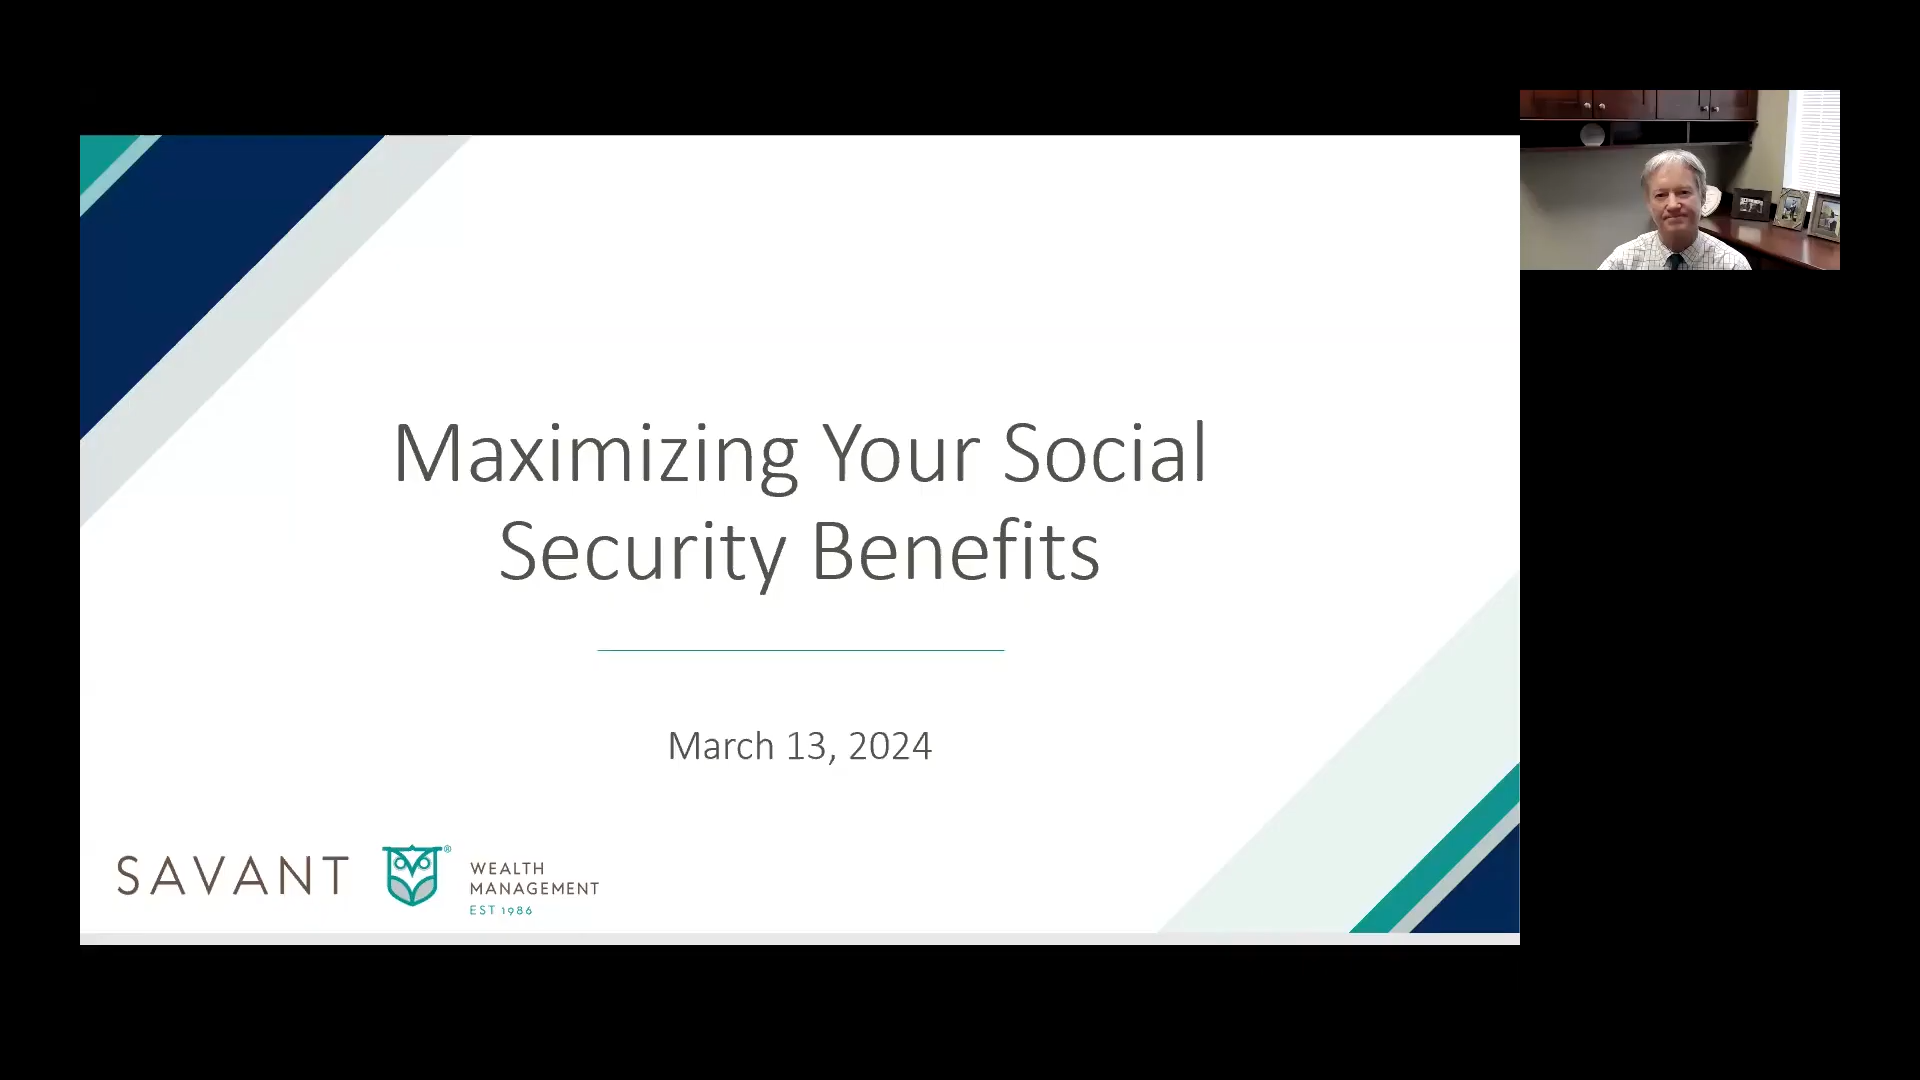 Maximizing Your Social
Security Benefits
March 13, 2024
SAVANT
®
WEALTH
MANAGEMENT
EST 1986